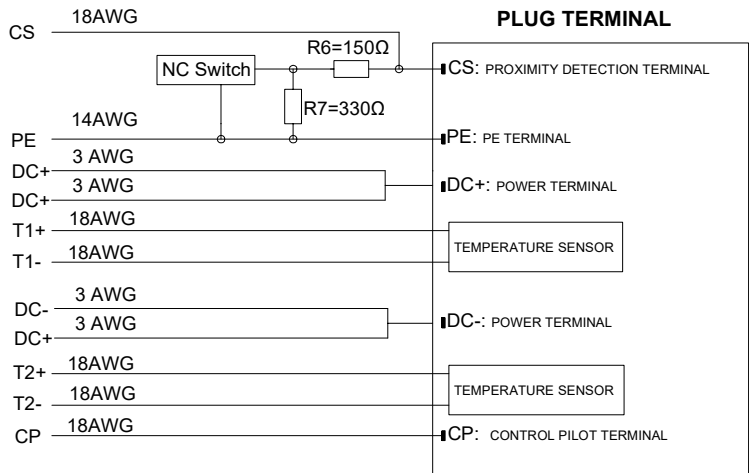 PLUG TERMINAL
18AWG
CS
R6=150Ω
NC Switch
CS: PROXIMITY DETECTION TERMINAL
R7=330Ω
14AWG
PE
PE: PE TERMINAL
3 AWG
DC+
3 AWG
DC+
DC+: POWER TERMINAL
18AWG
T1+
TEMPERATURE SENSOR
18AWG
T1-
3 AWG
DC-
3 AWG
DC+
DC-: POWER TERMINAL
18AWG
T2+
TEMPERATURE SENSOR
18AWG
T2-
18AWG
CP
CP: CONTROL PILOT TERMINAL